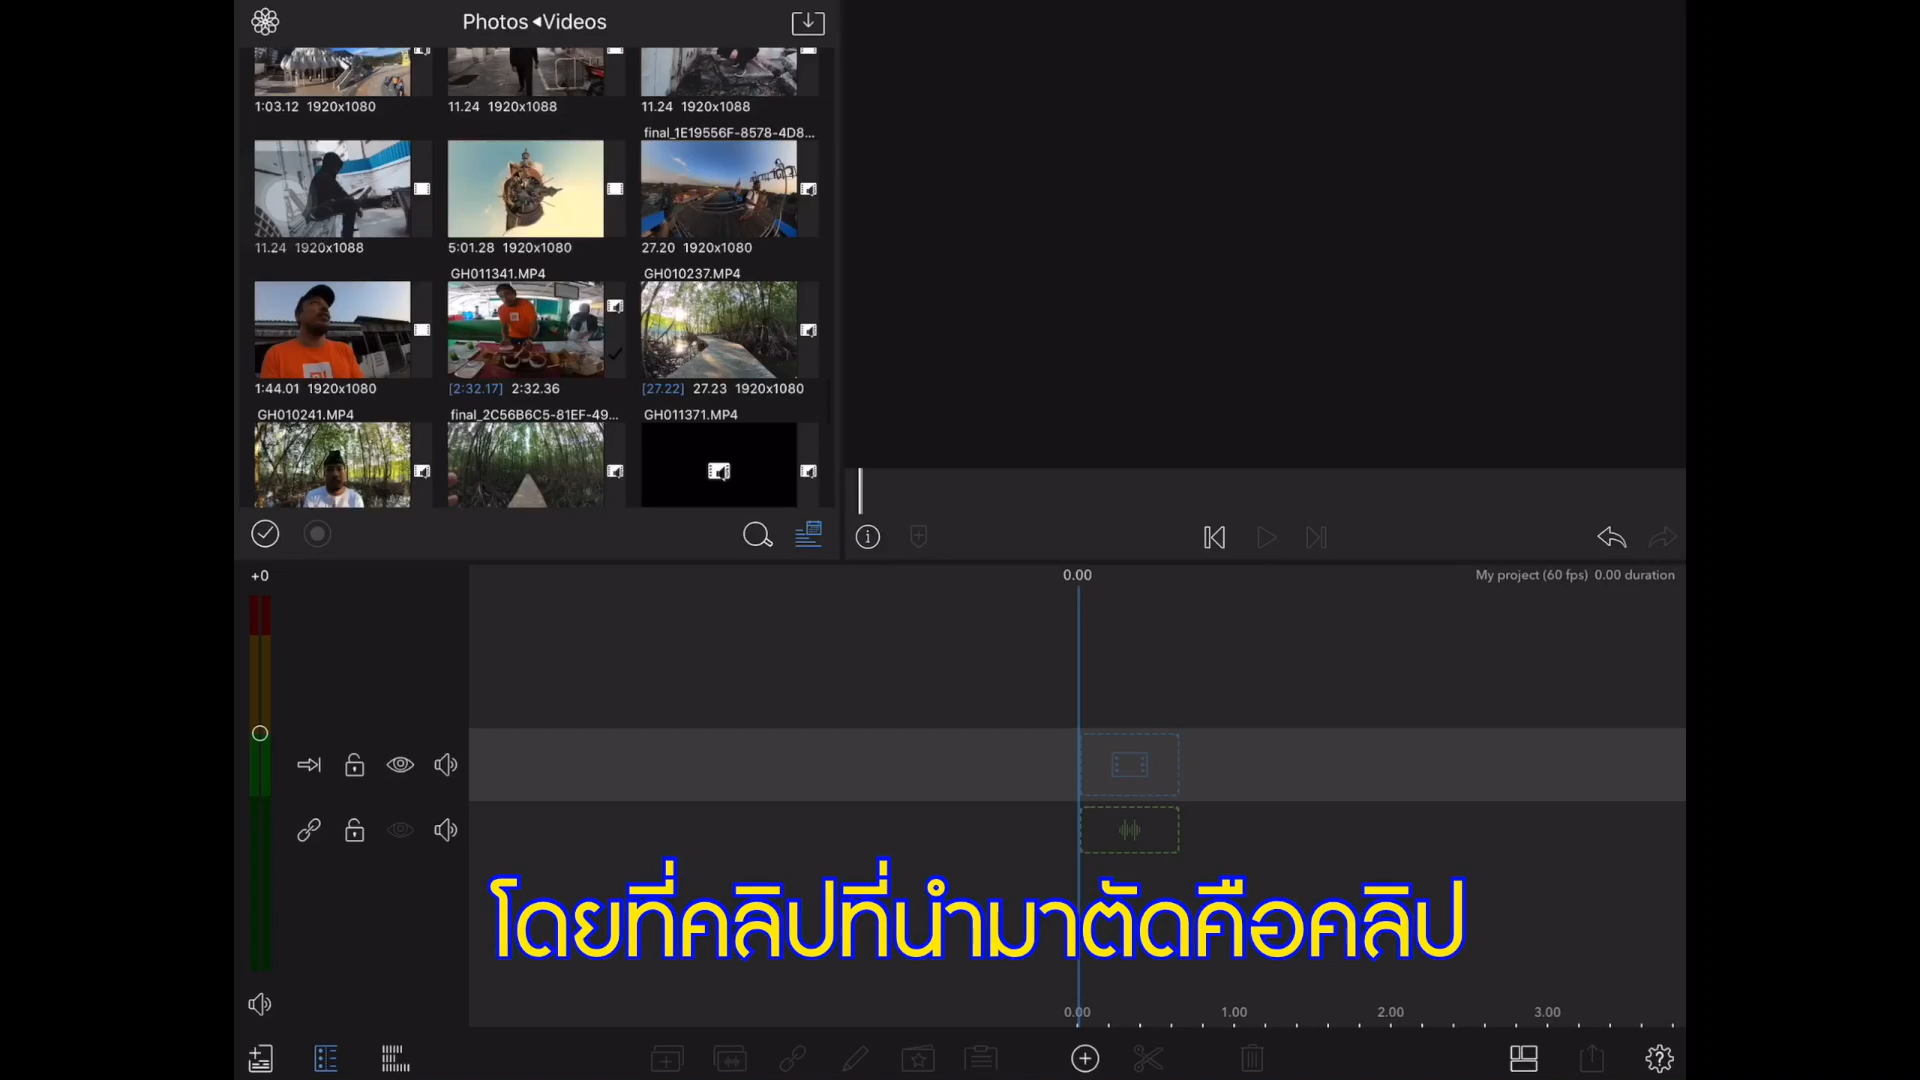 Photos ◂Videos
1:03.12 1920x1080
11.24 1920x1088
11.24 1920x1088
final_1E19556F-8578-4D8...
11.24 1920x1088
5:01.28 1920x1080
27.20 1920x1080
GH011341.MP4
GH010237.MP4
1:44.01 1920x1080
[2:32.17] 2:32.36
[27.22] 27.23 1920x1080
GH010241.MP4
final_2C56B6C5-81EF-49...
GH011371.MP4
+0
0.00
My project (60 fps) 0.00 duration
โดยที่คลิปที่นำมาตัดคือคลิป
0.00
1.00
2.00
3.00